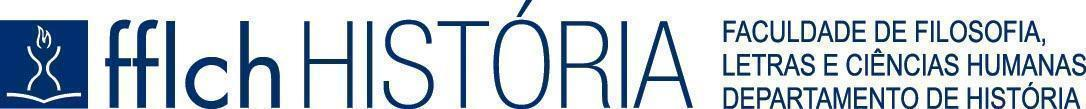 fflch HISTÓRIA
FACULDADE DE FILOSOFIA,
LETRAS E CIÊNCIAS HUMANAS
DEPARTAMENTO DE HISTÓRIA